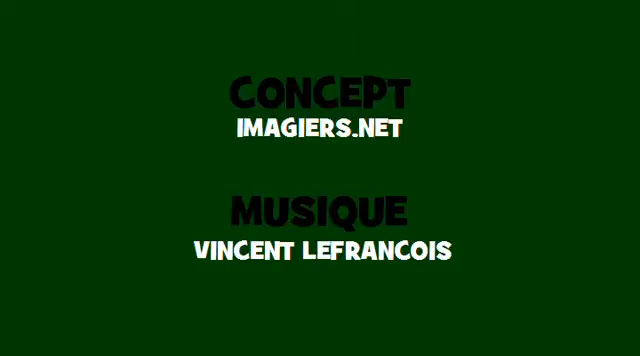 CONCEPT
IMAGIERS.NET
MUSIQUE
VINCENT LEFRANCOIS